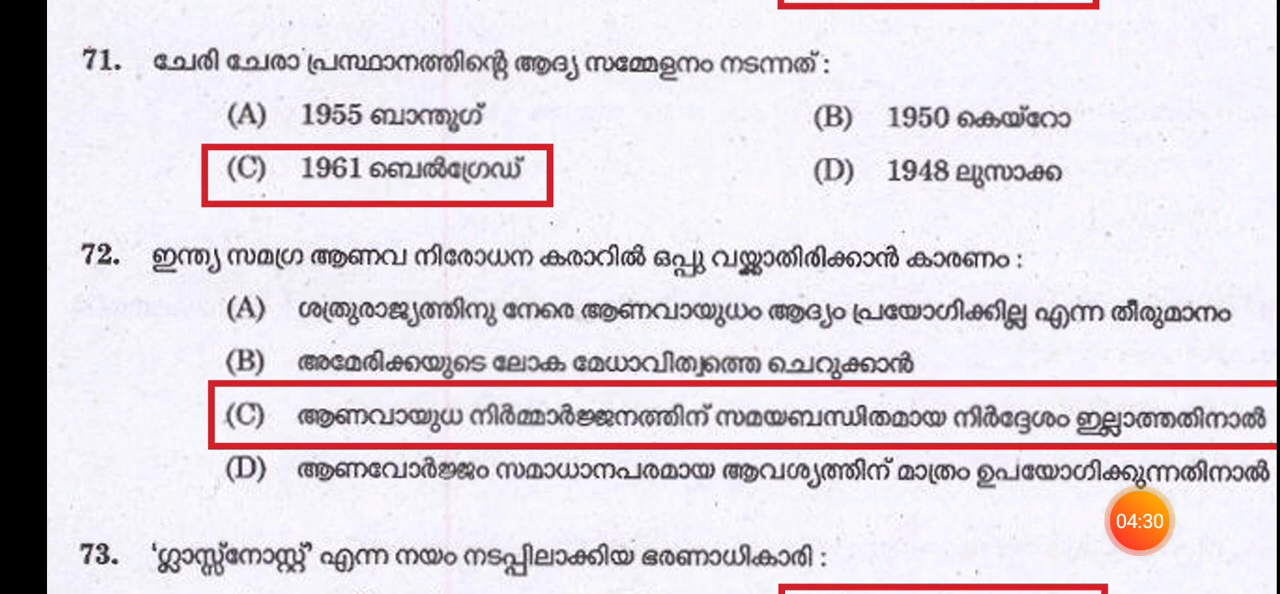 71. ചേരി ചേരാ പ്രസ്ഥാനത്തിന്റെ ആദ്യ സമ്മേളനം നടന്നത് :
(A) 1955 ബാന്തുഗ് (B) 1950 കെയ്റോ
(C) 1961 ബെൽഗ്രേഡ് (D) 1948 ലുസാക്ക
72. ഇന്ത്യ സമഗ്ര ആണവ നിരോധന കരാറിൽ ഒപ്പു വയ്ക്കാതിരിക്കാൻ കാരണം :
(A) ശത്രുരാജ്യത്തിനു നേരെ ആണവായുധം ആദ്യം പ്രയോഗിക്കില്ല എന്ന തീരുമാനം
(B) അമേരിക്കയുടെ ലോക മേധാവിത്വത്തെ ചെറുക്കാൻ
(C) ആണവായുധ നിർമ്മാർജ്ജനത്തിന് സമയബന്ധിതമായ നിർദ്ദേശം ഇല്ലാത്തതിനാൽ
(D) ആണവോർജ്ജം സമാധാനപരമായ ആവശ്യത്തിന് മാത്രം ഉപയോഗിക്കുന്നതിനാൽ
04:30
73. 'ഗ്ലാസ്സ്നോസ്റ്റ്' എന്ന നയം നടപ്പിലാക്കിയ ഭരണാധികാരി :